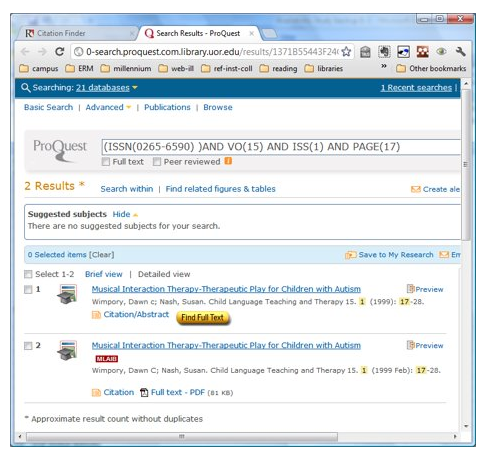 Citation Finder
Search Results - ProQuest
0-search.proquest.com.library.uor.edu/results/1371B55443F24
campus ERM millennium web-ill ref-inst-coll reading libraries » Other bookmarks
Searching: 21 databases 1 Recent searches |
Basic Search | Advanced | Publications | Browse
ProQuest
(ISSN(0265-6590) )AND VO(15) AND ISS(1) AND PAGE(17)
Full text Peer reviewed
2 Results * Search within | Find related figures & tables Create ale
Suggested subjects Hide
There are no suggested subjects for your search.
0 Selected items [Clear] Save to My Research Em
Select 1-2 Brief view | Detailed view
1 Musical Interaction Therapy-Therapeutic Play for Children with Autism Preview
Wimpory, Dawn c; Nash, Susan. Child Language Teaching and Therapy 15. 1 (1999): 17-28.
Citation/Abstract Find Full Text
2 Musical Interaction Therapy-Therapeutic Play for Children with Autism Preview
MLAIB
Wimpory, Dawn C; Nash, Susan. Child Language Teaching and Therapy 15. 1 (1999 Feb): 17-28.
Citation Full text - PDF (81 KB)
* Approximate result count without duplicates